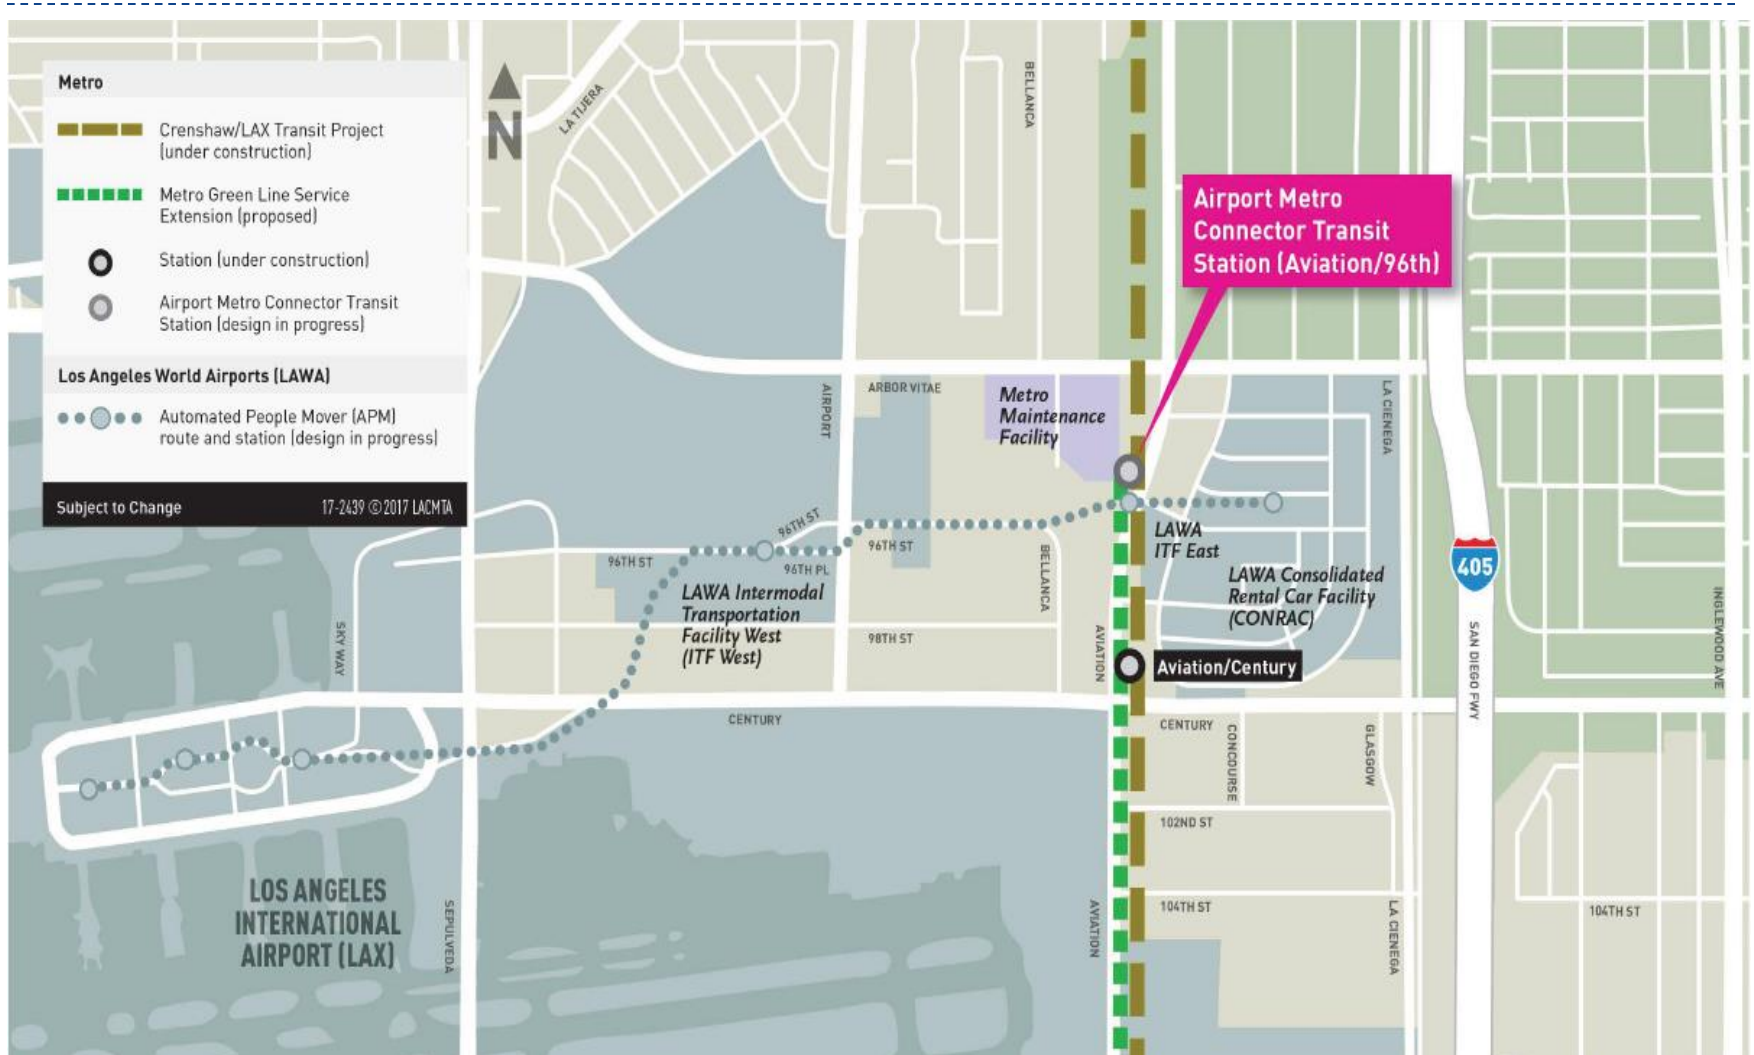 Metro
Crenshaw/LAX Transit Project
(under construction)
Metro Green Line Service
Extension (proposed)
Station (under construction)
Airport Metro Connector Transit
Station (design in progress)
Los Angeles World Airports (LAWA)
Automated People Mover (APM)
route and station (design in progress)
Subject to Change
17-2439 © 2017 LACMTA
N
LA TIJERA
BELLANCA
Airport Metro
Connector Transit
Station (Aviation/96th)
AIRPORT
ARBOR VITAE
Metro
Maintenance
Facility
LA CIENEGA
96TH ST
96TH ST
96TH ST
96TH PL
BELLANCA
LAWA
ITF East
LAWA Intermodal
Transportation
Facility West
(ITF West)
LAWA Consolidated
Rental Car Facility
(CONRAC)
405
INGLEWOOD AVE
SKY WAY
98TH ST
AVIATION
Aviation/Century
SAN DIEGO FWY
CENTURY
CENTURY
CONCOURSE
GLASGOW
102ND ST
LOS ANGELES
INTERNATIONAL
AIRPORT (LAX)
SEPULVEDA
AVIATION
104TH ST
LA CIENEGA
104TH ST